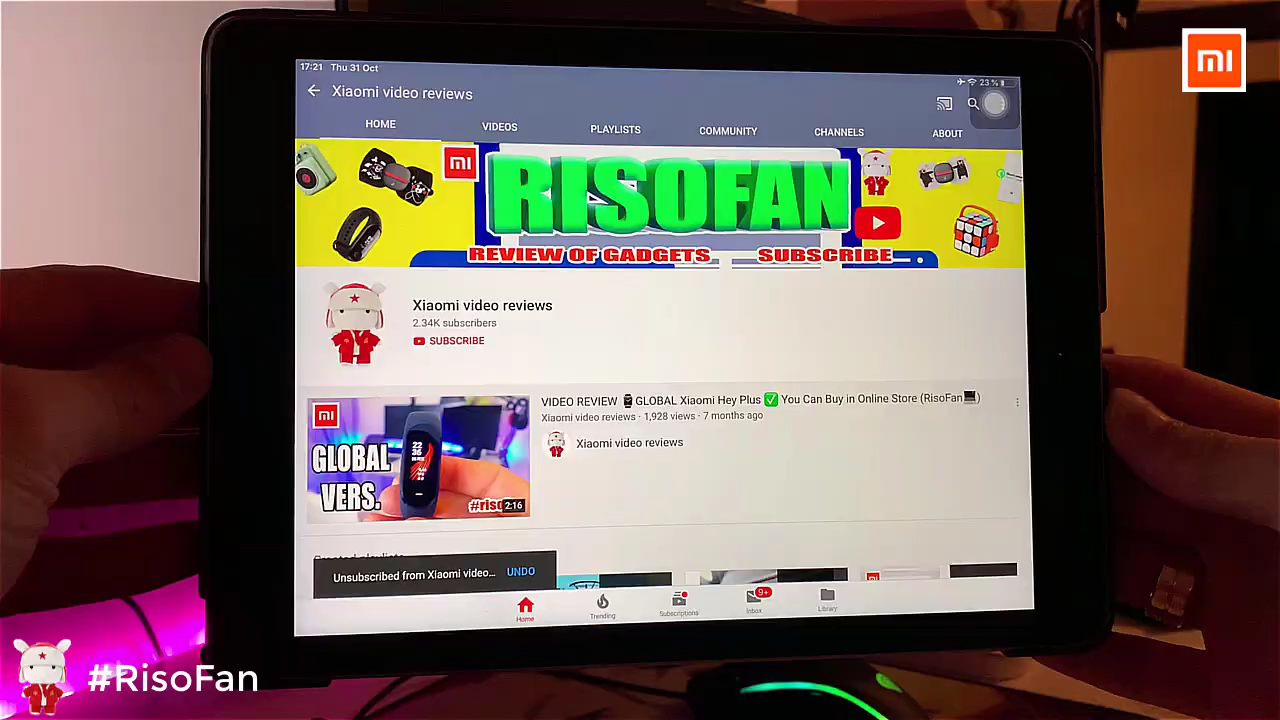 17:21 Thu 31 Oct
23 %
Xiaomi video reviews
HOME VIDEOS PLAYLISTS COMMUNITY CHANNELS ABOUT
mi
RISOFAN
REVIEW OF GADGETS SUBSCRIBE
Xiaomi video reviews
2.34K subscribers
SUBSCRIBE
VIDEO REVIEW ⌚GLOBAL Xiaomi Hey Plus ✅ You Can Buy in Online Store (RisoFan💻)
Xiaomi video reviews · 1,928 views · 7 months ago
Xiaomi video reviews
mi
GLOBAL
VERS.
22
36
2:16
Unsubscribed from Xiaomi video... UNDO
9+
Home Trending Subscriptions Inbox Library
mi
#RisoFan